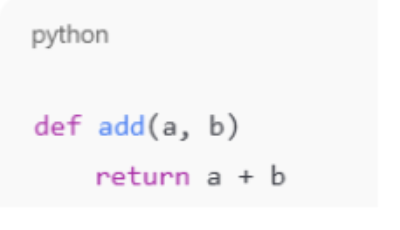 python
def add(a, b)
    return a + b